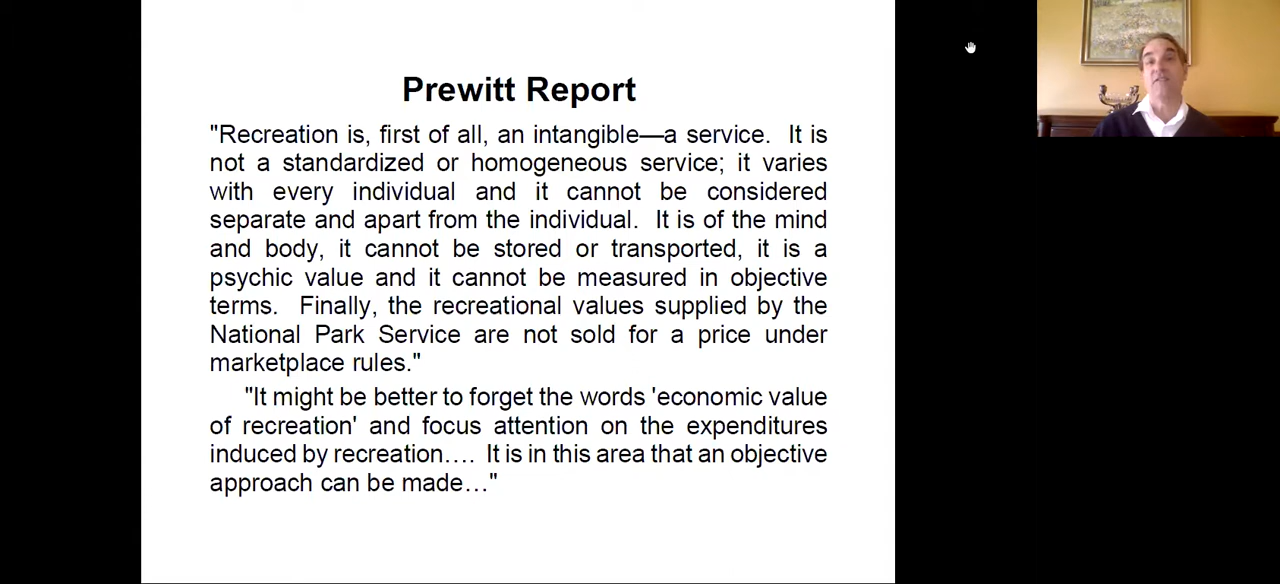 Prewitt Report
"Recreation is, first of all, an intangible—a service.  It is
not a standardized or homogeneous service; it varies
with every individual and it cannot be considered
separate and apart from the individual.  It is of the mind
and body, it cannot be stored or transported, it is a
psychic value and it cannot be measured in objective
terms.  Finally, the recreational values supplied by the
National Park Service are not sold for a price under
marketplace rules."
"It might be better to forget the words 'economic value
of recreation' and focus attention on the expenditures
induced by recreation….  It is in this area that an objective
approach can be made…"